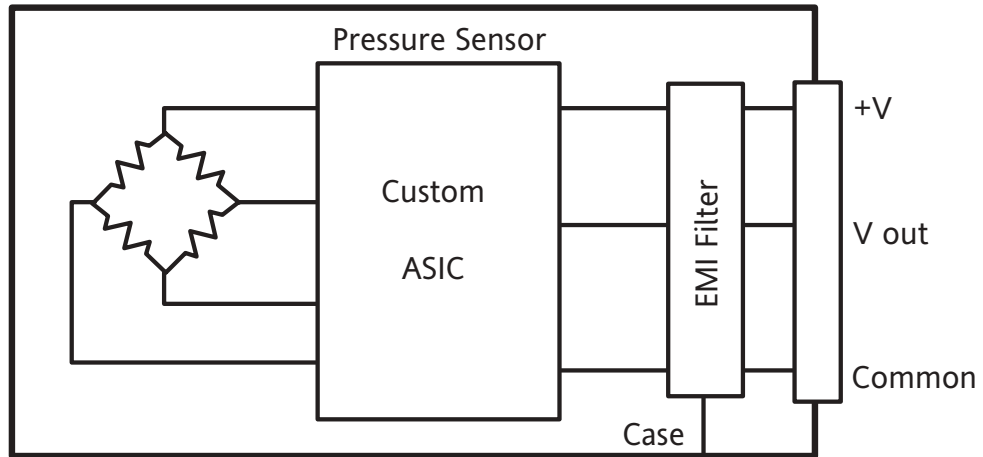 Pressure Sensor
+V
Custom
V out
ASIC
EMI Filter
Common
Case